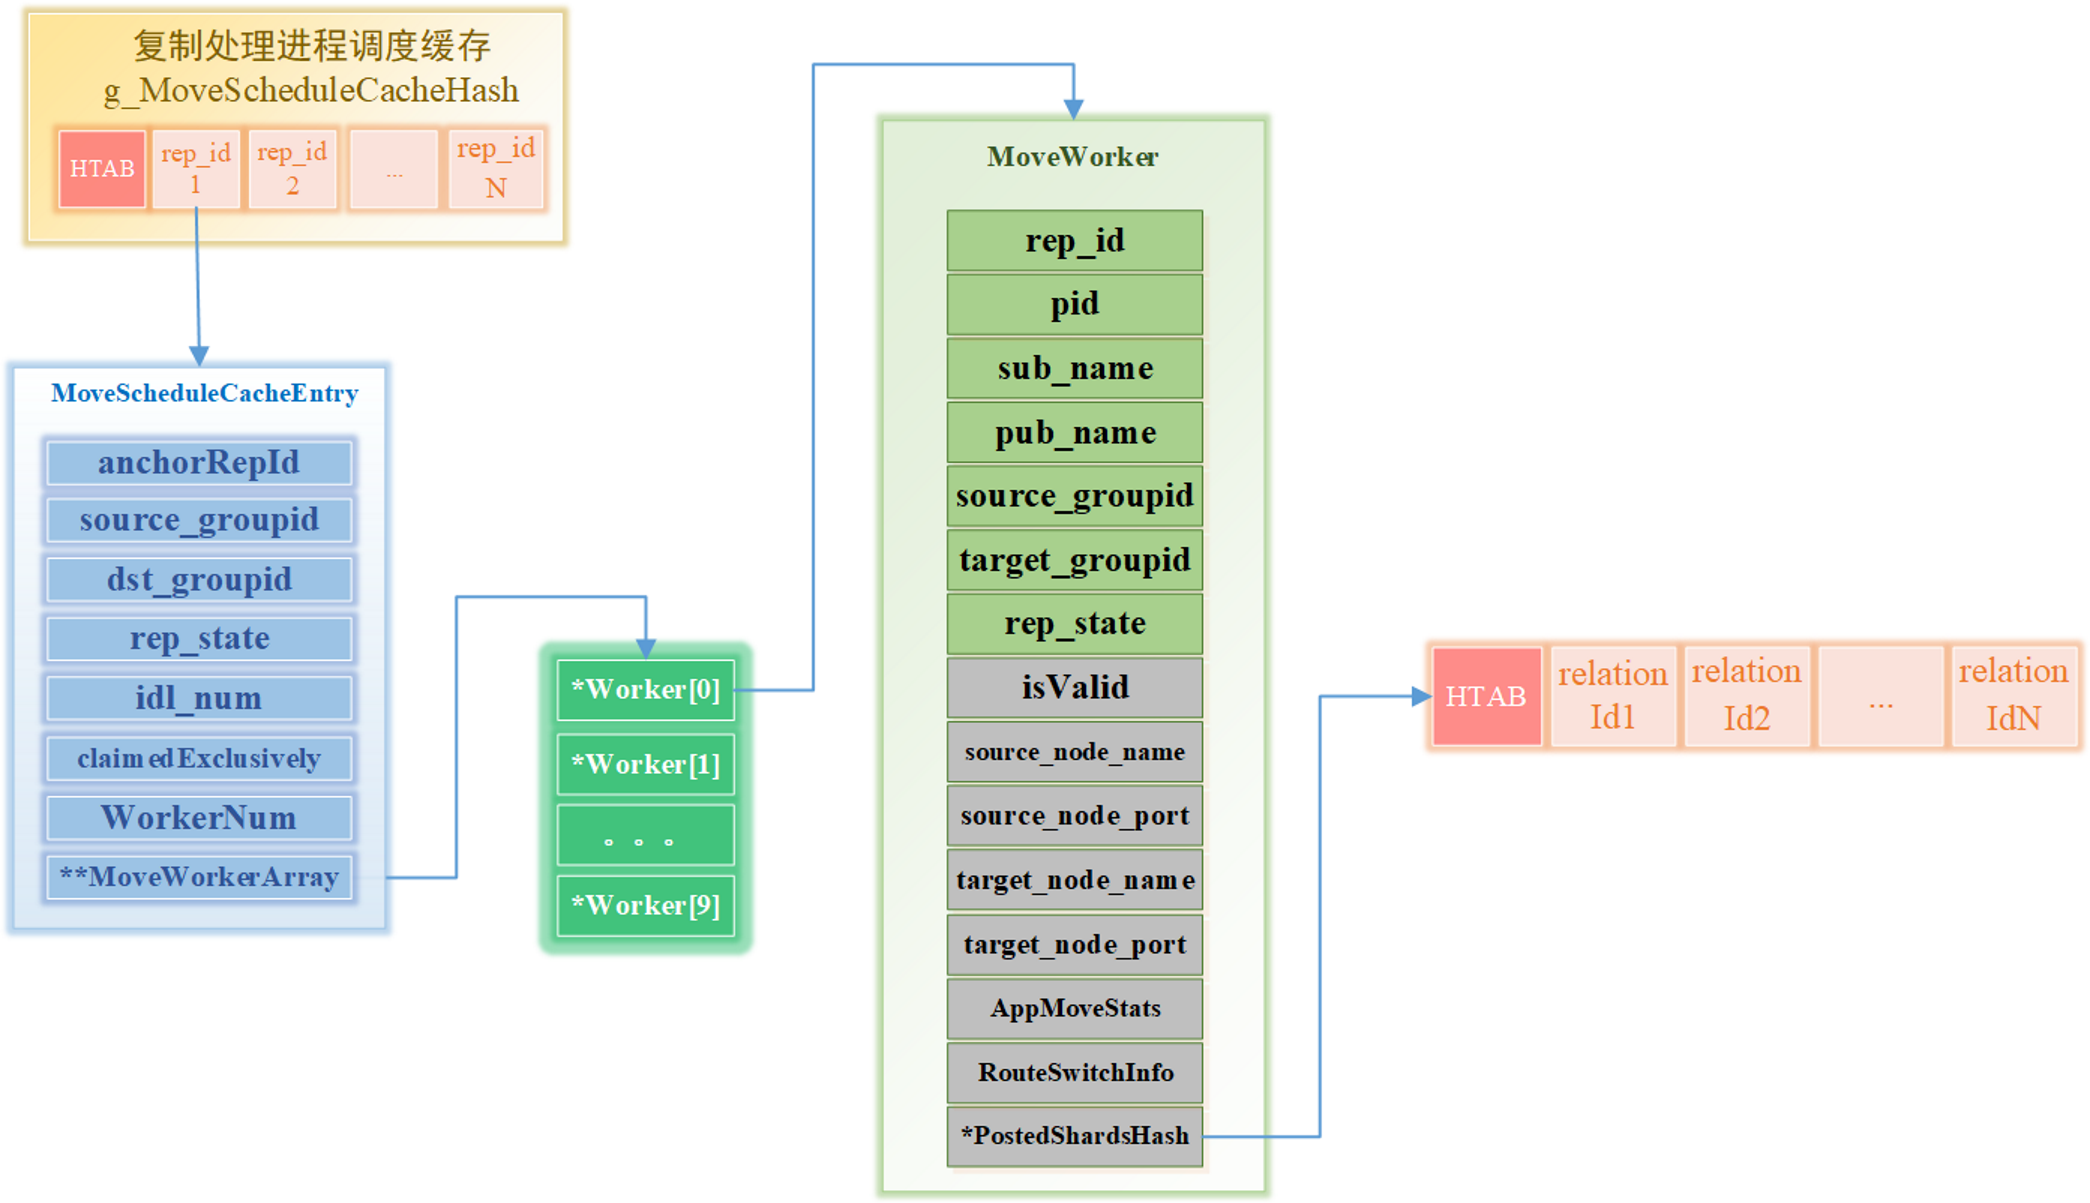 复制处理进程调度缓存
g_MoveScheduleCacheHash
HTAB
rep_id
1
rep_id
2
...
rep_id
N
MoveScheduleCacheEntry
anchorRepId
source_groupid
dst_groupid
rep_state
idl_num
claimedExclusively
WorkerNum
**MoveWorkerArray
*Worker[0]
*Worker[1]
。。。
*Worker[9]
MoveWorker
rep_id
pid
sub_name
pub_name
source_groupid
target_groupid
rep_state
isValid
source_node_name
source_node_port
target_node_name
target_node_port
AppMoveStats
RouteSwitchInfo
*PostedShardsHash
HTAB
relation
Id1
relation
Id2
...
relation
IdN